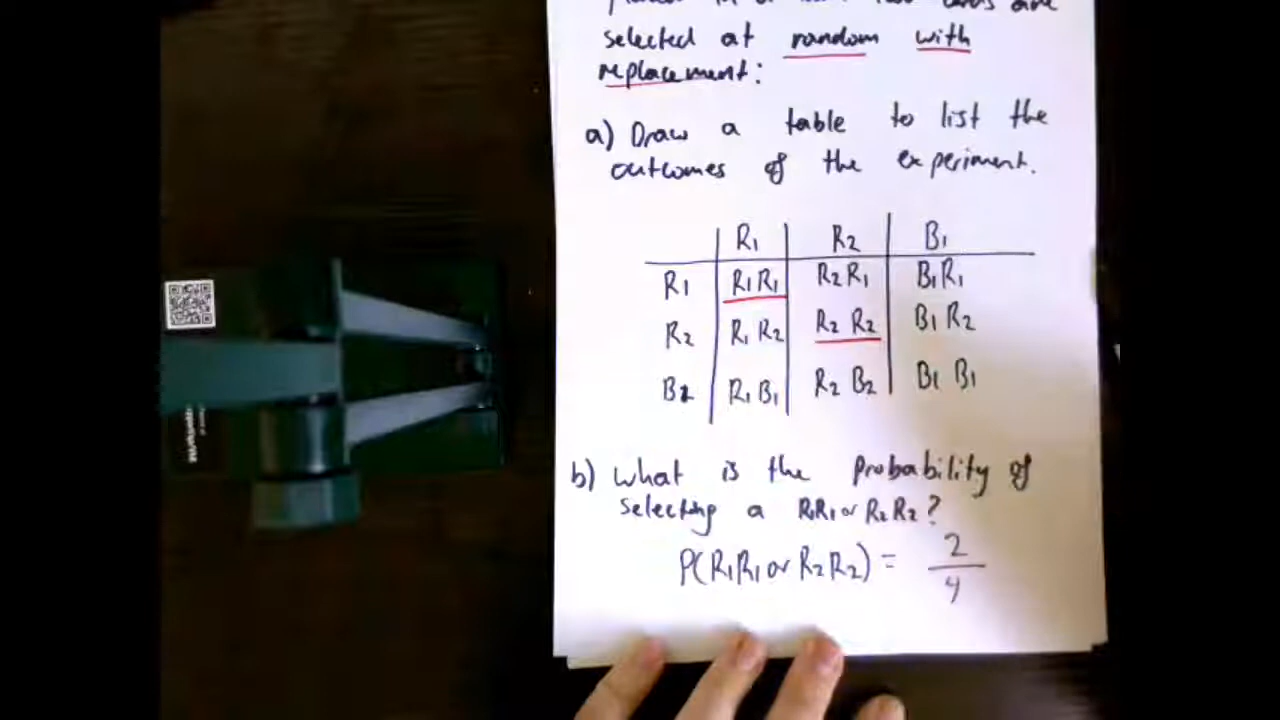 selected at random with
replacement:
a) Draw a table to list the
outcomes of the experiment.
R1 R2 B1
R1 R1R1 R2R1 B1R1
R2 R1R2 R2R2 B1R2
B2 R1B1 R2B2 B1B1
b) What is the probability of
selecting a R1R1 or R2R2?
P(R1R1 or R2R2) = 2/4